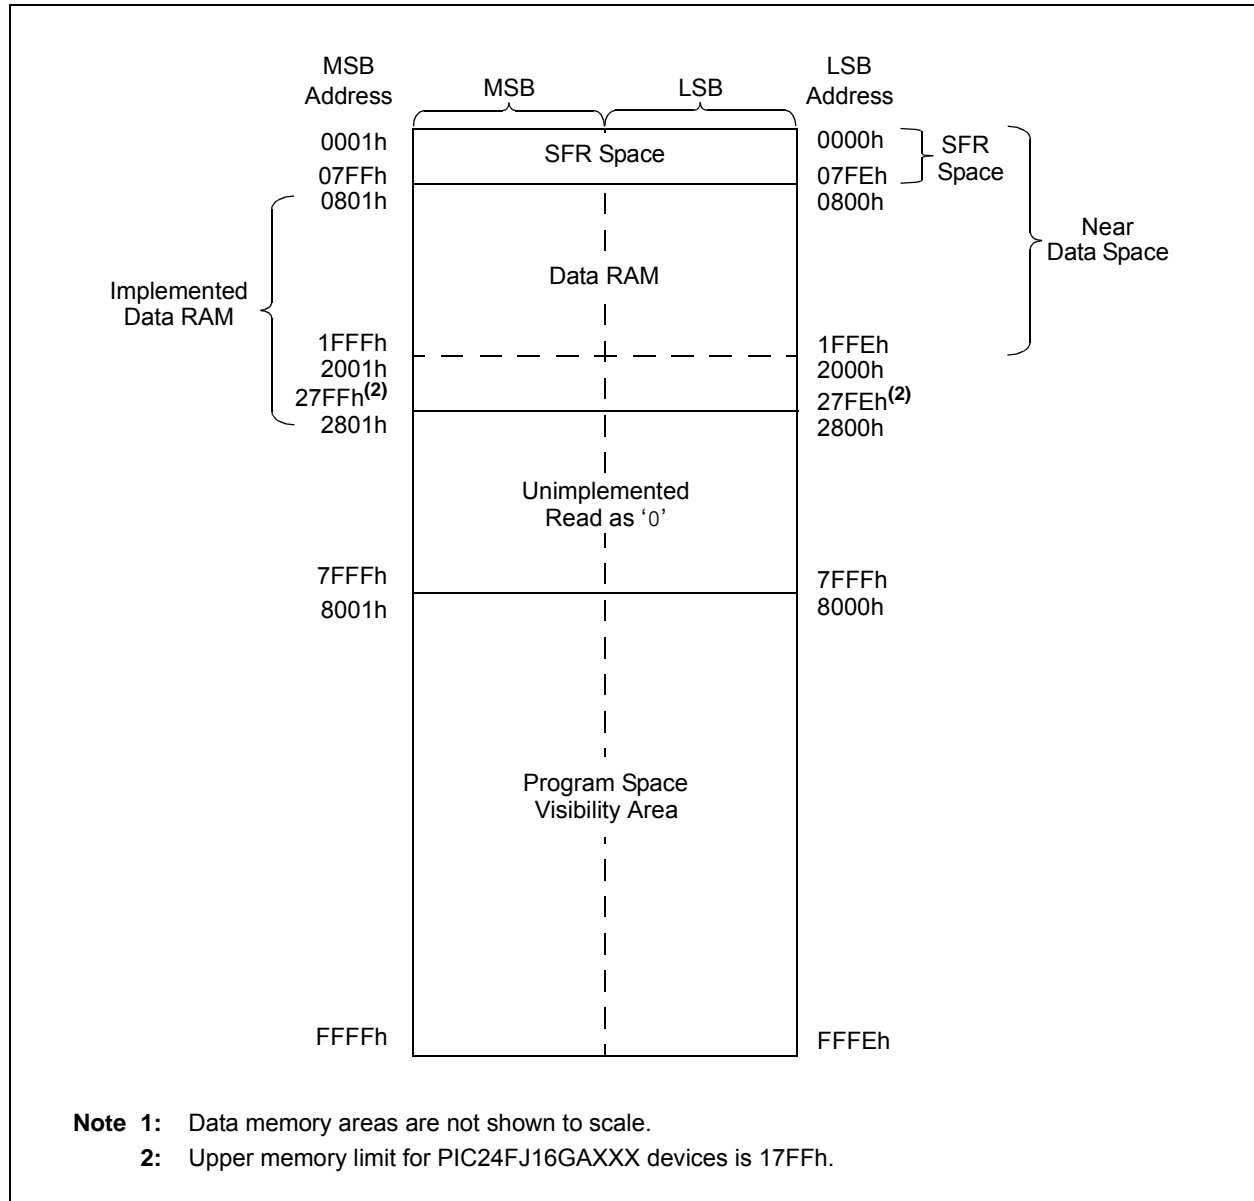 MSB
Address
MSB
LSB
LSB
Address
0001h
SFR Space
0000h
SFR
Space
07FFh
07FEh
0801h
0800h
Near
Data Space
Implemented
Data RAM
Data RAM
1FFFh
1FFEh
2001h
2000h
27FFh(2)
27FEh(2)
2801h
2800h
Unimplemented
Read as ‘0’
7FFFh
7FFFh
8001h
8000h
Program Space
Visibility Area
FFFFh
FFFEh
Note 1: Data memory areas are not shown to scale.
2: Upper memory limit for PIC24FJ16GAXXX devices is 17FFh.